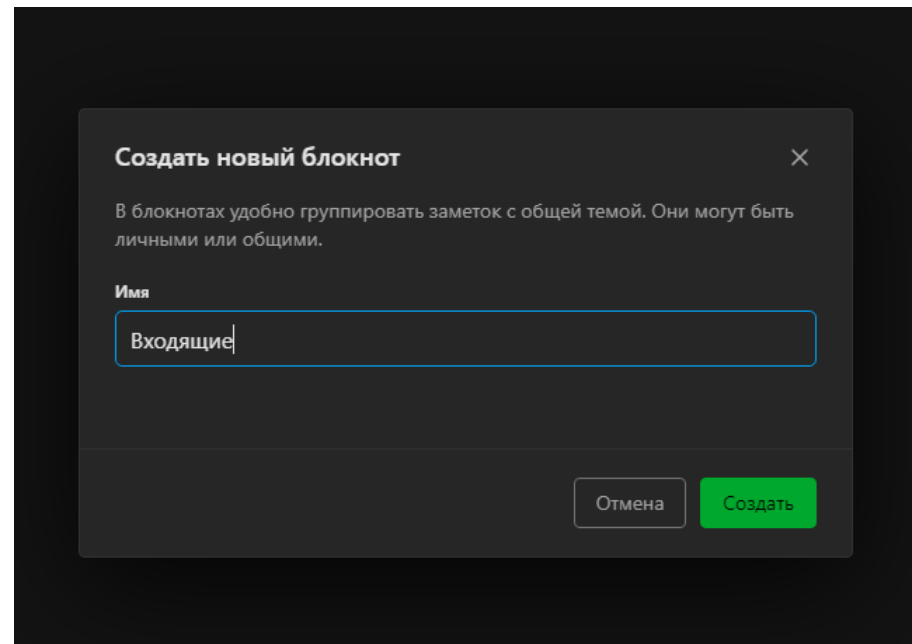 Создать новый блокнот
В блокнотах удобно группировать заметок с общей темой. Они могут быть
личными или общими.
Имя
Входящие
Отмена
Создать